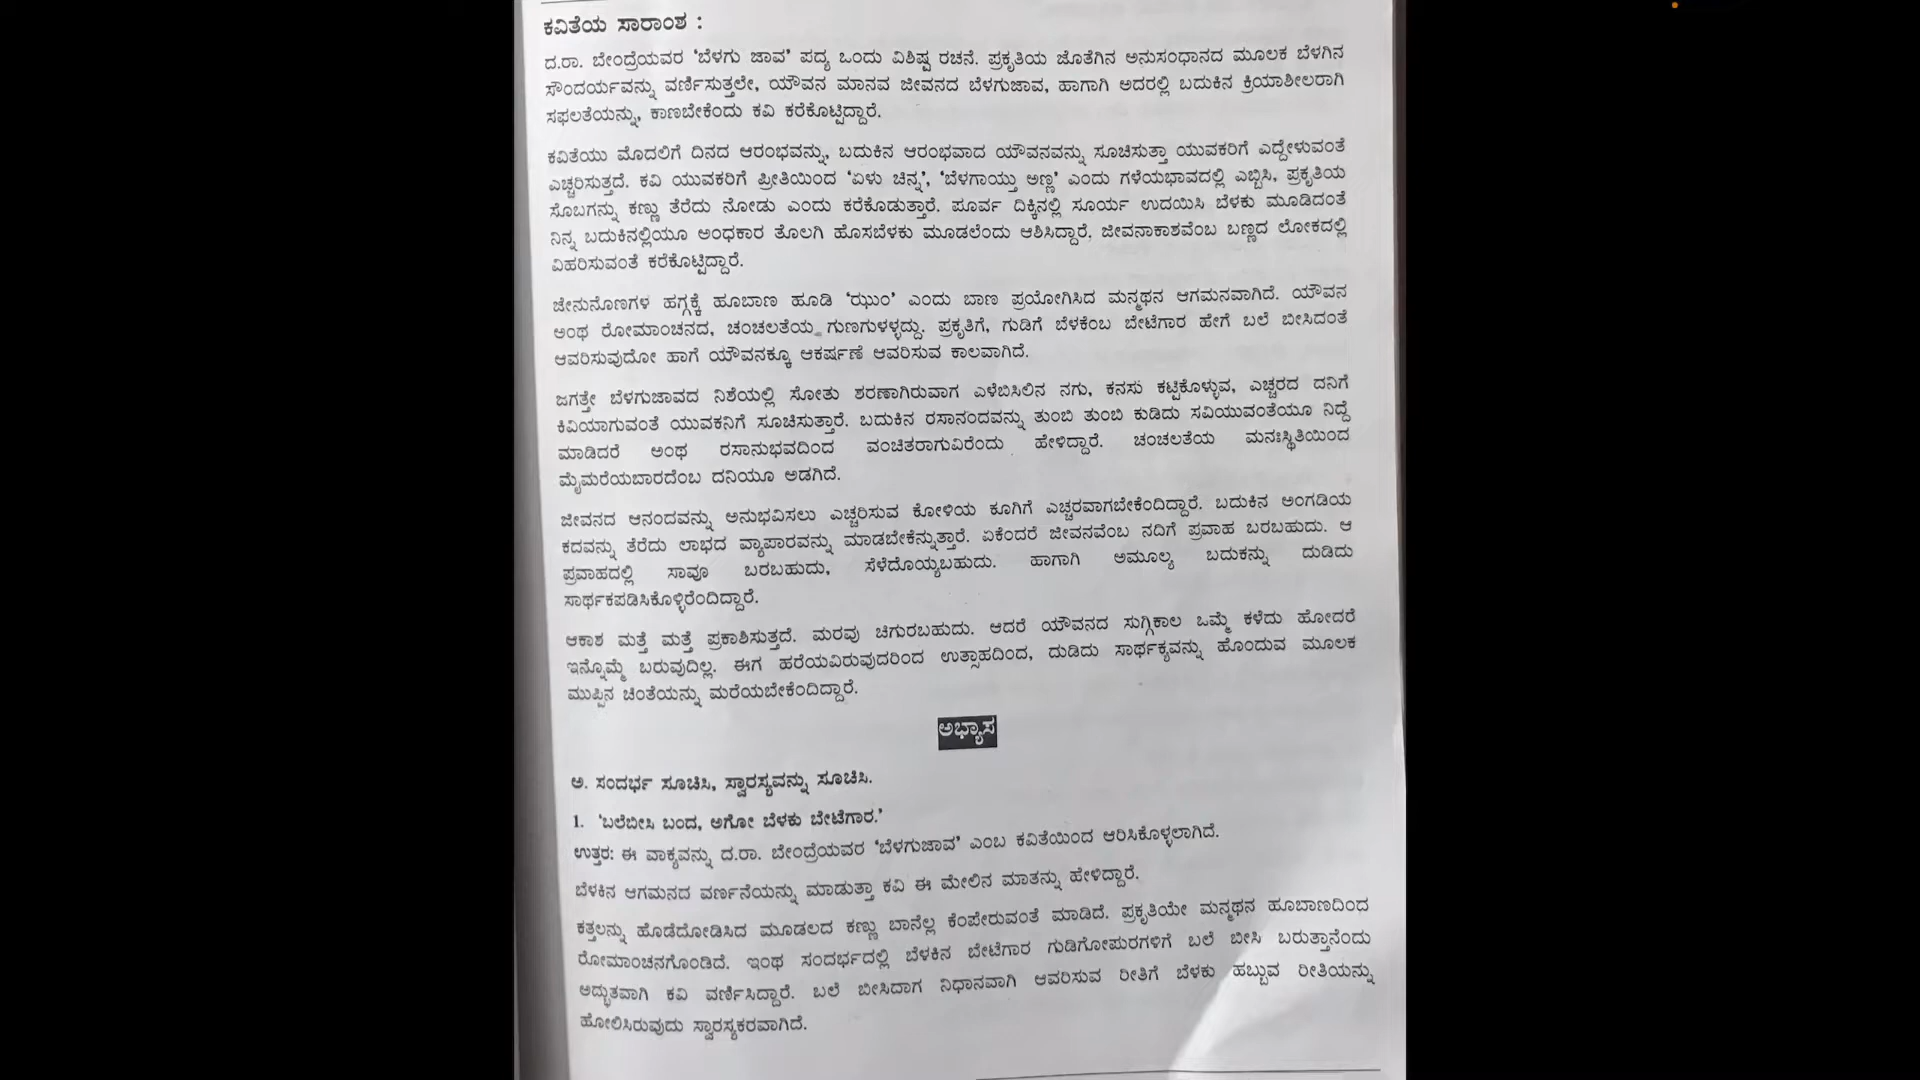 ಕವಿತೆಯ ಸಾರಾಂಶ :
ದ.ರಾ. ಬೇಂದ್ರೆಯವರ ‘ಬೆಳಗು ಜಾವ’ ಪದ್ಯ ಒಂದು ವಿಶಿಷ್ಟ ರಚನೆ. ಪ್ರಕೃತಿಯ ಜೊತೆಗಿನ ಅನುಸಂಧಾನದ ಮೂಲಕ ಬೆಳಗಿನ
ಸೌಂದರ್ಯವನ್ನು ವರ್ಣಿಸುತ್ತಲೇ, ಯೌವನ ಮಾನವ ಜೀವನದ ಬೆಳಗುಜಾವ, ಹಾಗಾಗಿ ಅದರಲ್ಲಿ ಬದುಕಿನ ಕ್ರಿಯಾಶೀಲರಾಗಿ
ಸಫಲತೆಯನ್ನು, ಕಾಣಬೇಕೆಂದು ಕವಿ ಕರೆಕೊಟ್ಟಿದ್ದಾರೆ.
ಕವಿತೆಯು ಮೊದಲಿಗೆ ದಿನದ ಆರಂಭವನ್ನು, ಬದುಕಿನ ಆರಂಭವಾದ ಯೌವನವನ್ನು ಸೂಚಿಸುತ್ತಾ ಯುವಕರಿಗೆ ಎದ್ದೇಳುವಂತೆ
ಎಚ್ಚರಿಸುತ್ತದೆ. ಕವಿ ಯುವಕರಿಗೆ ಪ್ರೀತಿಯಿಂದ ‘ಏಳು ಚಿನ್ನ’, ‘ಬೆಳಗಾಯ್ತು ಅಣ್ಣ’ ಎಂದು ಗಳೆಯಭಾವದಲ್ಲಿ ಎಬ್ಬಿಸಿ, ಪ್ರಕೃತಿಯ
ಸೊಬಗನ್ನು ಕಣ್ಣು ತೆರೆದು ನೋಡು ಎಂದು ಕರೆಕೊಡುತ್ತಾರೆ. ಪೂರ್ವ ದಿಕ್ಕಿನಲ್ಲಿ ಸೂರ್ಯ ಉದಯಿಸಿ ಬೆಳಕು ಮೂಡಿದಂತೆ
ನಿನ್ನ ಬದುಕಿನಲ್ಲಿಯೂ ಅಂಧಕಾರ ತೊಲಗಿ ಹೊಸಬೆಳಕು ಮೂಡಲೆಂದು ಆಶಿಸಿದ್ದಾರೆ, ಜೀವನಾಕಾಶವೆಂಬ ಬಣ್ಣದ ಲೋಕದಲ್ಲಿ
ವಿಹರಿಸುವಂತೆ ಕರೆಕೊಟ್ಟಿದ್ದಾರೆ.
ಜೇನುನೊಣಗಳ ಹಗ್ಗಕ್ಕೆ ಹೂಬಾಣ ಹೂಡಿ ‘ಝುಂ’ ಎಂದು ಬಾಣ ಪ್ರಯೋಗಿಸಿದ ಮನ್ಮಥನ ಆಗಮನವಾಗಿದೆ. ಯೌವನ
ಅಂಥ ರೋಮಾಂಚನದ, ಚಂಚಲತೆಯ ಗುಣಗುಳಳ್ಳದ್ದು. ಪ್ರಕೃತಿಗೆ, ಗುಡಿಗೆ ಬೆಳಕೆಂಬ ಬೇಟೆಗಾರ ಹೇಗೆ ಬಲೆ ಬೀಸಿದಂತೆ
ಆವರಿಸುವುದೋ ಹಾಗೆ ಯೌವನಕ್ಕೂ ಆಕರ್ಷಣೆ ಆವರಿಸುವ ಕಾಲವಾಗಿದೆ.
ಜಗತ್ತೇ ಬೆಳಗುಜಾವದ ನಿಶೆಯಲ್ಲಿ ಸೋತು ಶರಣಾಗಿರುವಾಗ ಎಳೆಬಿಸಿಲಿನ ನಗು, ಕನಸು ಕಟ್ಟಿಕೊಳ್ಳುವ, ಎಚ್ಚರದ ದನಿಗೆ
ಕಿವಿಯಾಗುವಂತೆ ಯುವಕನಿಗೆ ಸೂಚಿಸುತ್ತಾರೆ. ಬದುಕಿನ ರಸಾನಂದವನ್ನು ತುಂಬಿ ತುಂಬಿ ಕುಡಿದು ಸವಿಯುವಂತೆಯೂ ನಿದ್ದೆ
ಮಾಡಿದರೆ ಅಂಥ ರಸಾನುಭವದಿಂದ ವಂಚಿತರಾಗುವಿರೆಂದು ಹೇಳಿದ್ದಾರೆ. ಚಂಚಲತೆಯ ಮನಃಸ್ಥಿತಿಯಿಂದ
ಮೈಮರೆಯಬಾರದೆಂಬ ದನಿಯೂ ಅಡಗಿದೆ.
ಜೀವನದ ಆನಂದವನ್ನು ಅನುಭವಿಸಲು ಎಚ್ಚರಿಸುವ ಕೋಳಿಯ ಕೂಗಿಗೆ ಎಚ್ಚರವಾಗಬೇಕೆಂದಿದ್ದಾರೆ. ಬದುಕಿನ ಅಂಗಡಿಯ
ಕದವನ್ನು ತೆರೆದು ಲಾಭದ ವ್ಯಾಪಾರವನ್ನು ಮಾಡಬೇಕೆನ್ನುತ್ತಾರೆ. ಏಕೆಂದರೆ ಜೀವನವೆಂಬ ನದಿಗೆ ಪ್ರವಾಹ ಬರಬಹುದು. ಆ
ಪ್ರವಾಹದಲ್ಲಿ ಸಾವೂ ಬರಬಹುದು, ಸೆಳೆದೊಯ್ಯಬಹುದು. ಹಾಗಾಗಿ ಅಮೂಲ್ಯ ಬದುಕನ್ನು ದುಡಿದು
ಸಾರ್ಥಕಪಡಿಸಿಕೊಳ್ಳಿರೆಂದಿದ್ದಾರೆ.
ಆಕಾಶ ಮತ್ತೆ ಮತ್ತೆ ಪ್ರಕಾಶಿಸುತ್ತದೆ. ಮರವು ಚಿಗುರಬಹುದು. ಆದರೆ ಯೌವನದ ಸುಗ್ಗಿಕಾಲ ಒಮ್ಮೆ ಕಳೆದು ಹೋದರೆ
ಇನ್ನೊಮ್ಮೆ ಬರುವುದಿಲ್ಲ. ಈಗ ಹರೆಯವಿರುವುದರಿಂದ ಉತ್ಸಾಹದಿಂದ, ದುಡಿದು ಸಾರ್ಥಕ್ಯವನ್ನು ಹೊಂದುವ ಮೂಲಕ
ಮುಪ್ಪಿನ ಚಿಂತೆಯನ್ನು ಮರೆಯಬೇಕೆಂದಿದ್ದಾರೆ.
ಅಭ್ಯಾಸ
ಅ. ಸಂದರ್ಭ ಸೂಚಿಸಿ, ಸ್ವಾರಸ್ಯವನ್ನು ಸೂಚಿಸಿ.
1. ‘ಬಲೆಬೀಸಿ ಬಂದ, ಅಗೋ ಬೆಳಕು ಬೇಟೆಗಾರ.’
ಉತ್ತರ: ಈ ವಾಕ್ಯವನ್ನು ದ.ರಾ. ಬೇಂದ್ರೆಯವರ ‘ಬೆಳಗುಜಾವ’ ಎಂಬ ಕವಿತೆಯಿಂದ ಆರಿಸಿಕೊಳ್ಳಲಾಗಿದೆ.
ಬೆಳಕಿನ ಆಗಮನದ ವರ್ಣನೆಯನ್ನು ಮಾಡುತ್ತಾ ಕವಿ ಈ ಮೇಲಿನ ಮಾತನ್ನು ಹೇಳಿದ್ದಾರೆ.
ಕತ್ತಲನ್ನು ಹೊಡೆದೋಡಿಸಿದ ಮೂಡಲದ ಕಣ್ಣು ಬಾನೆಲ್ಲ ಕೆಂಪೇರುವಂತೆ ಮಾಡಿದೆ. ಪ್ರಕೃತಿಯೇ ಮನ್ಮಥನ ಹೂಬಾಣದಿಂದ
ರೋಮಾಂಚನಗೊಂಡಿದೆ. ಇಂಥ ಸಂದರ್ಭದಲ್ಲಿ ಬೆಳಕಿನ ಬೇಟೆಗಾರ ಗುಡಿಗೋಪುರಗಳಿಗೆ ಬಲೆ ಬೀಸಿ ಬರುತ್ತಾನೆಂದು
ಅದ್ಭುತವಾಗಿ ಕವಿ ವರ್ಣಿಸಿದ್ದಾರೆ. ಬಲೆ ಬೀಸಿದಾಗ ನಿಧಾನವಾಗಿ ಆವರಿಸುವ ರೀತಿಗೆ ಬೆಳಕು ಹಬ್ಬುವ ರೀತಿಯನ್ನು
ಹೋಲಿಸಿರುವುದು ಸ್ವಾರಸ್ಯಕರವಾಗಿದೆ.